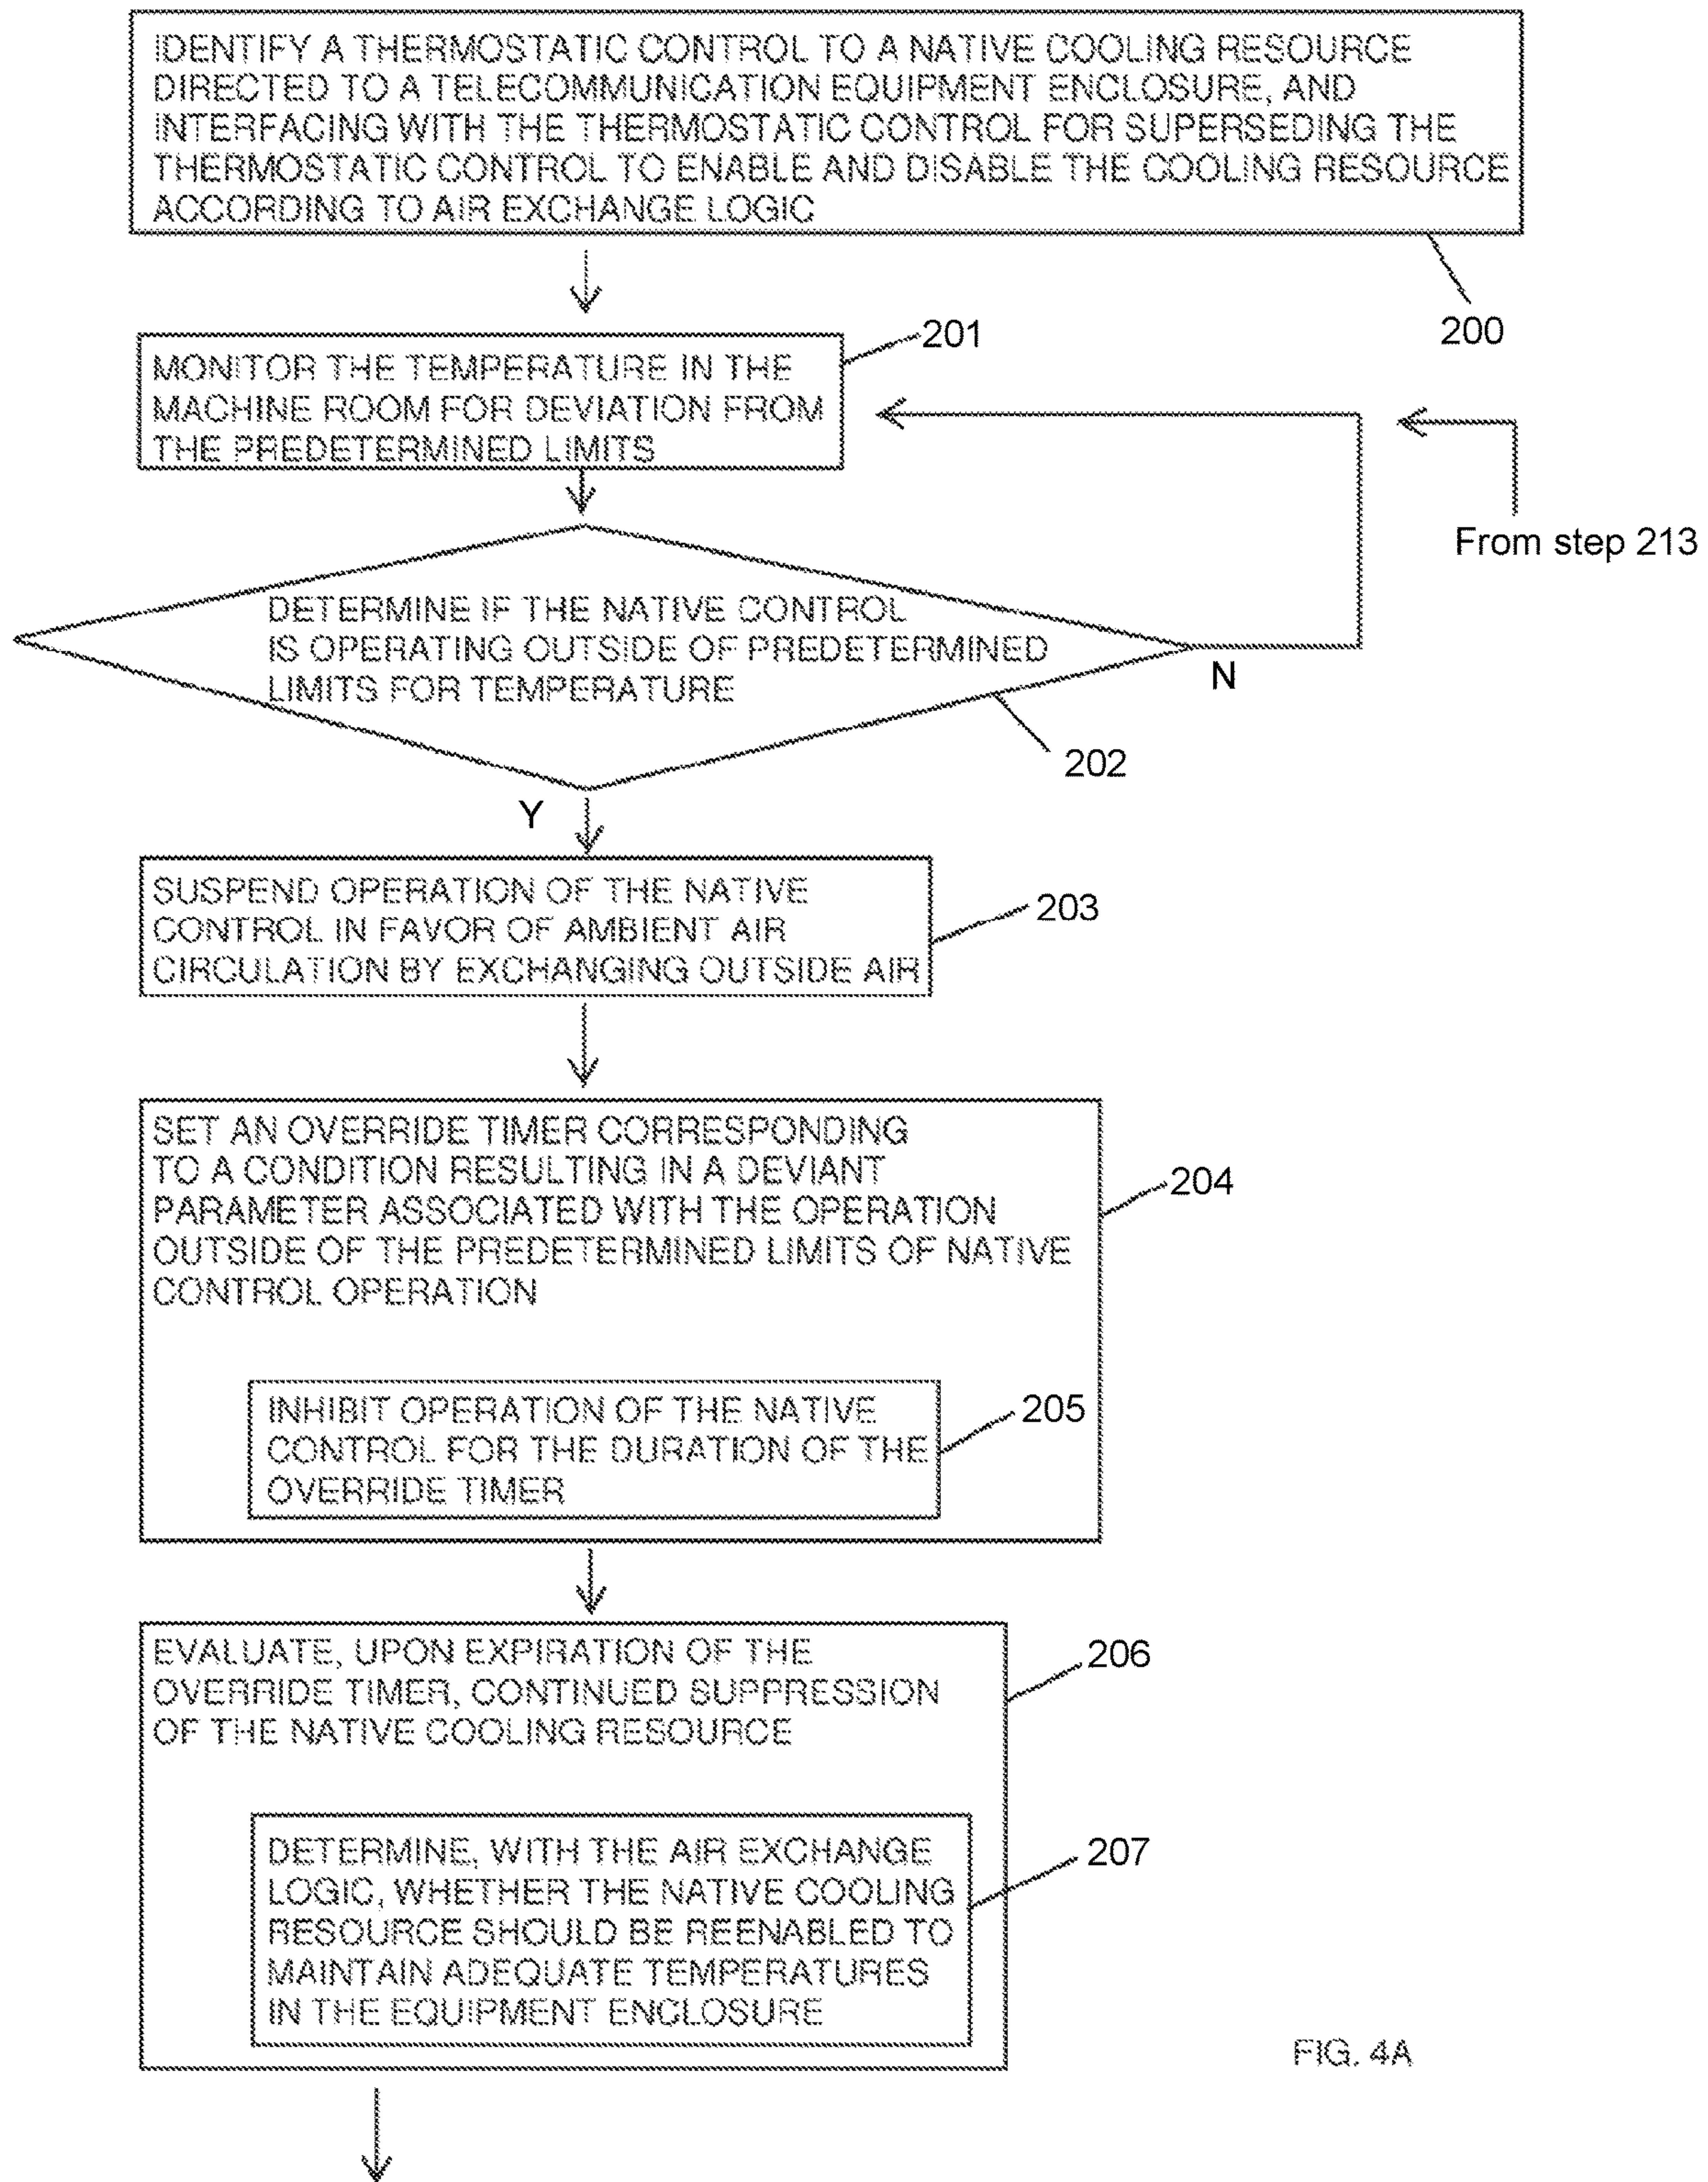 IDENTIFY A THERMOSTATIC CONTROL TO A NATIVE COOLING RESOURCE
DIRECTED TO A TELECOMMUNICATION EQUIPMENT ENCLOSURE, AND
INTERFACING WITH THE THERMOSTATIC CONTROL FOR SUPERSEDING THE
THERMOSTATIC CONTROL TO ENABLE AND DISABLE THE COOLING RESOURCE
ACCORDING TO AIR EXCHANGE LOGIC
200
201
MONITOR THE TEMPERATURE IN THE
MACHINE ROOM FOR DEVIATION FROM
THE PREDETERMINED LIMITS
From step 213
DETERMINE IF THE NATIVE CONTROL
IS OPERATING OUTSIDE OF PREDETERMINED
LIMITS FOR TEMPERATURE
N
202
Y
SUSPEND OPERATION OF THE NATIVE
CONTROL IN FAVOR OF AMBIENT AIR
CIRCULATION BY EXCHANGING OUTSIDE AIR
203
SET AN OVERRIDE TIMER CORRESPONDING
TO A CONDITION RESULTING IN A DEVIANT
PARAMETER ASSOCIATED WITH THE OPERATION
OUTSIDE OF THE PREDETERMINED LIMITS OF NATIVE
CONTROL OPERATION
204
INHIBIT OPERATION OF THE NATIVE
CONTROL FOR THE DURATION OF THE
OVERRIDE TIMER
205
EVALUATE, UPON EXPIRATION OF THE
OVERRIDE TIMER, CONTINUED SUPPRESSION
OF THE NATIVE COOLING RESOURCE
206
DETERMINE, WITH THE AIR EXCHANGE
LOGIC, WHETHER THE NATIVE COOLING
RESOURCE SHOULD BE REENABLED TO
MAINTAIN ADEQUATE TEMPERATURES
IN THE EQUIPMENT ENCLOSURE
207
FIG. 4A